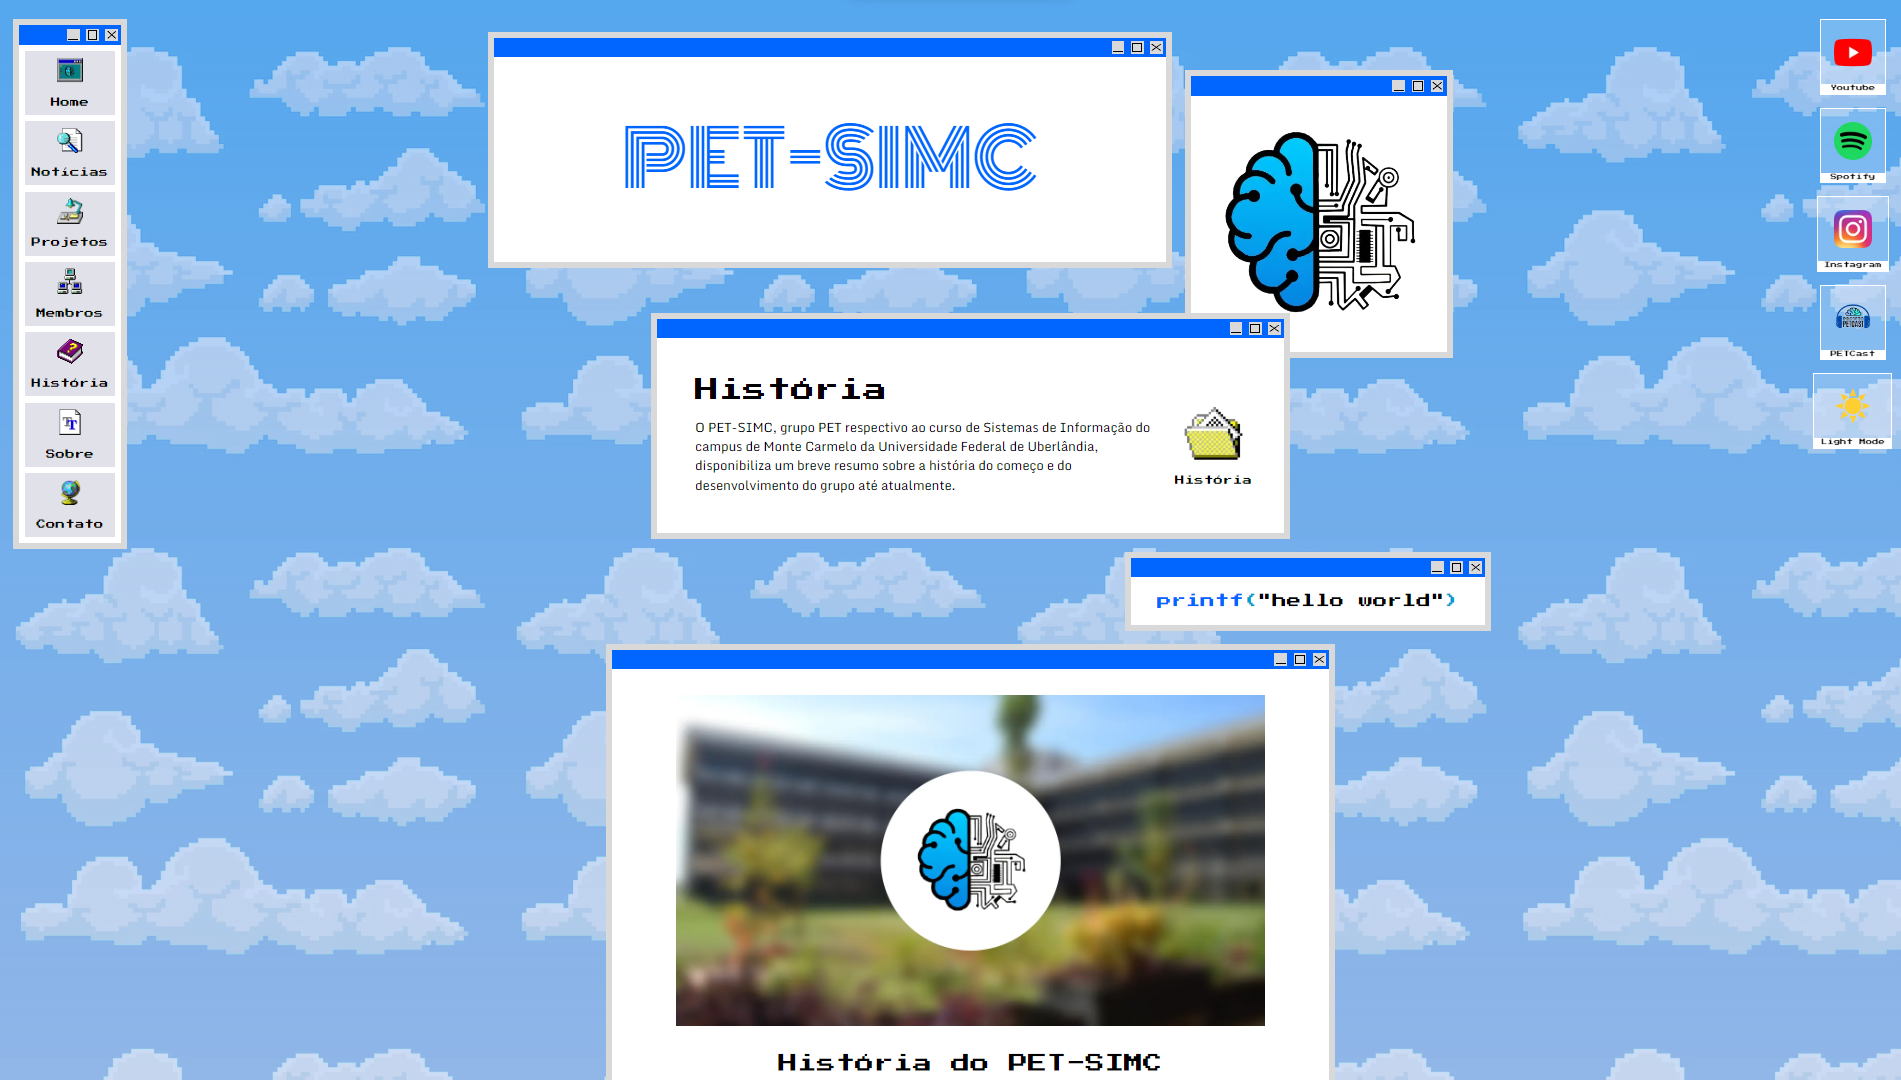 Home
Notícias
Projetos
Membros
História
Sobre
Contato
PET-SIMC
História
O PET-SIMC, grupo PET respectivo ao curso de Sistemas de Informação do
campus de Monte Carmelo da Universidade Federal de Uberlândia,
disponibiliza um breve resumo sobre a história do começo e do
desenvolvimento do grupo até atualmente.
História
printf("hello world")
História do PET-SIMC
Youtube
Spotify
Instagram
PETCAST
PETCast
Light Mode